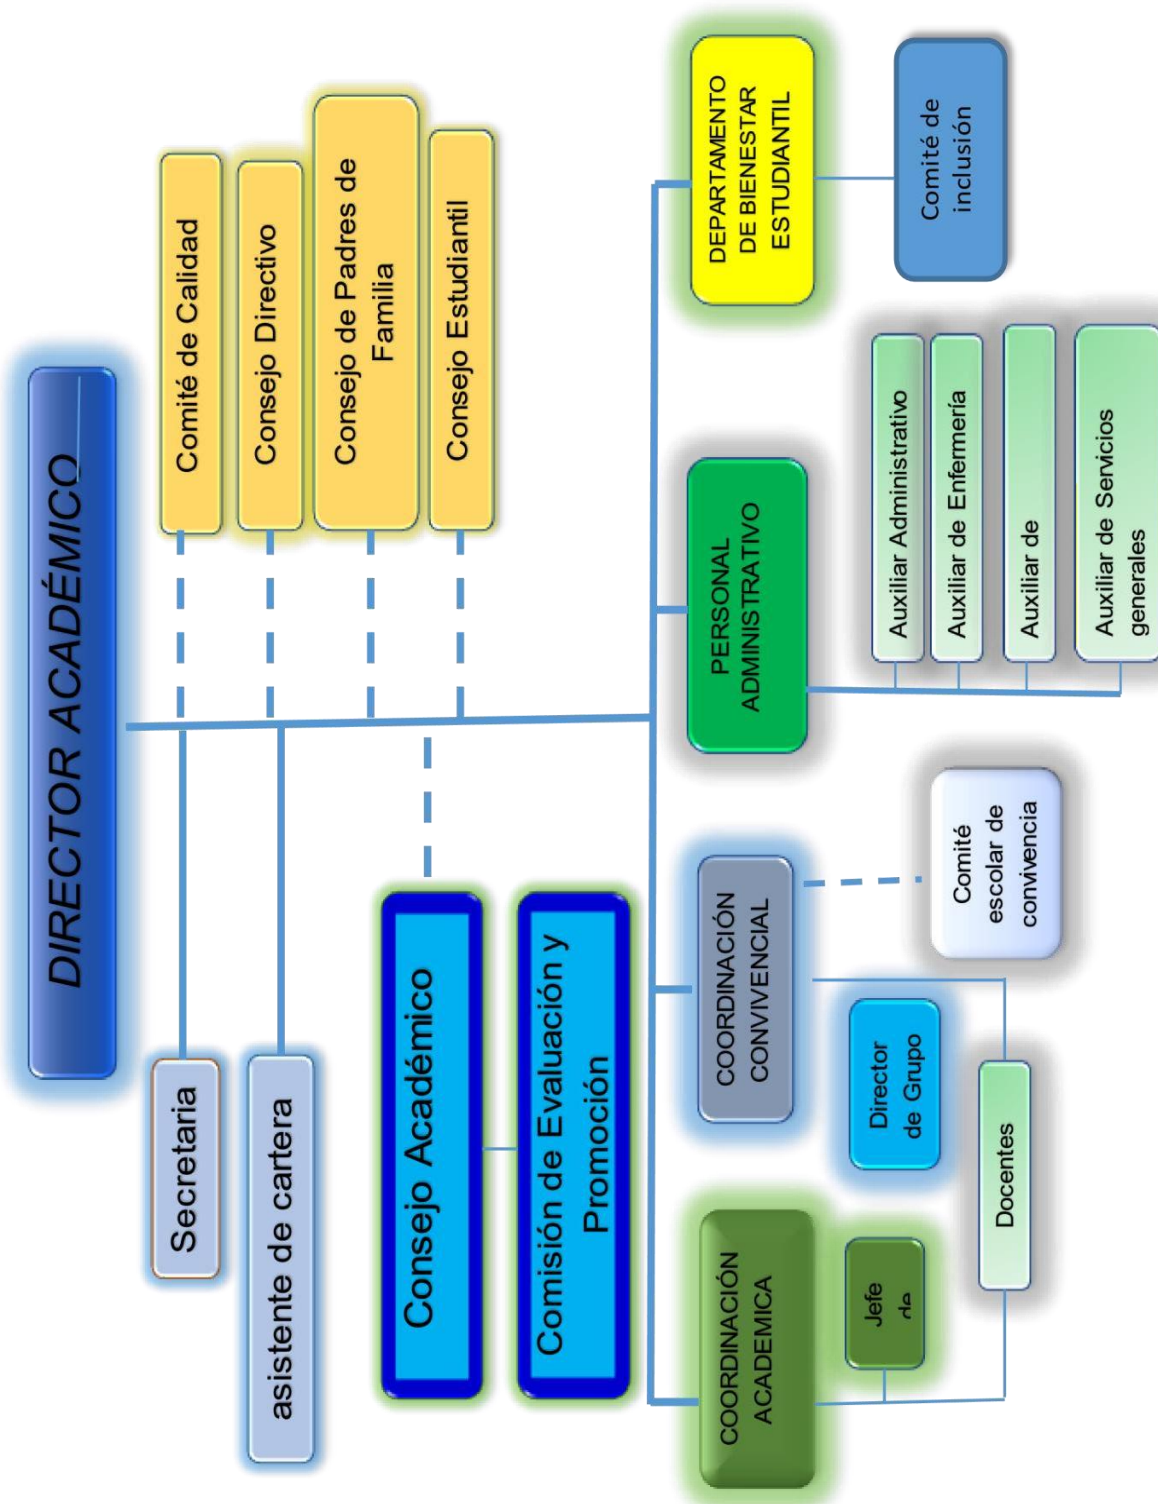 DIRECTOR ACADÉMICO
Secretaria
asistente de cartera
Comité de Calidad
Consejo Directivo
Consejo de Padres de
Familia
Consejo Estudiantil
Consejo Académico
Comisión de Evaluación y
Promoción
COORDINACIÓN
ACADEMICA
COORDINACIÓN
CONVIVENCIAL
PERSONAL
ADMINISTRATIVO
DEPARTAMENTO
DE BIENESTAR
ESTUDIANTIL
Jefe
de
Director
de Grupo
Docentes
Comité
escolar de
convivencia
Auxiliar Administrativo
Auxiliar de Enfermería
Auxiliar de
Auxiliar de Servicios
generales
Comité de
inclusión